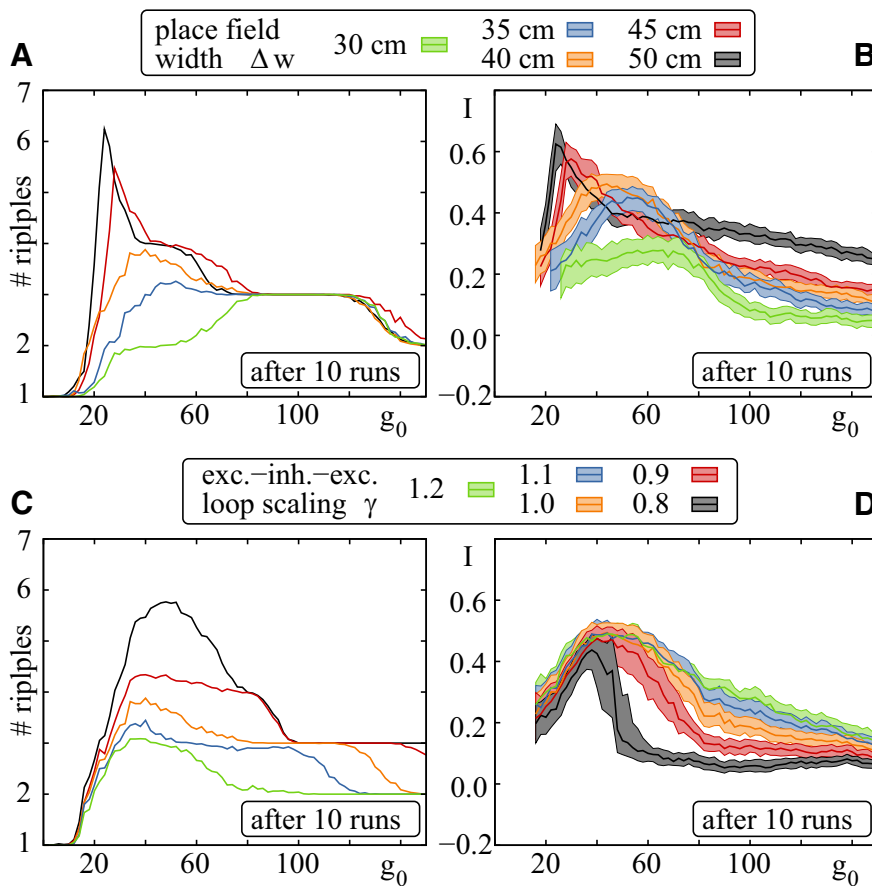 place field
width Δ w
30 cm
35 cm
45 cm
40 cm
50 cm
A
B
7
6
2
1
# riplples
20
60
100
g0
after 10 runs
I
0.6
0.4
0.2
0.0
−0.2
20
60
100
g0
after 10 runs
exc.−inh.−exc.
loop scaling γ
1.2
1.1
0.9
1.0
0.8
C
D
7
6
2
1
# riplples
20
60
100
g0
after 10 runs
I
0.6
0.4
0.2
0.0
−0.2
20
60
100
g0
after 10 runs